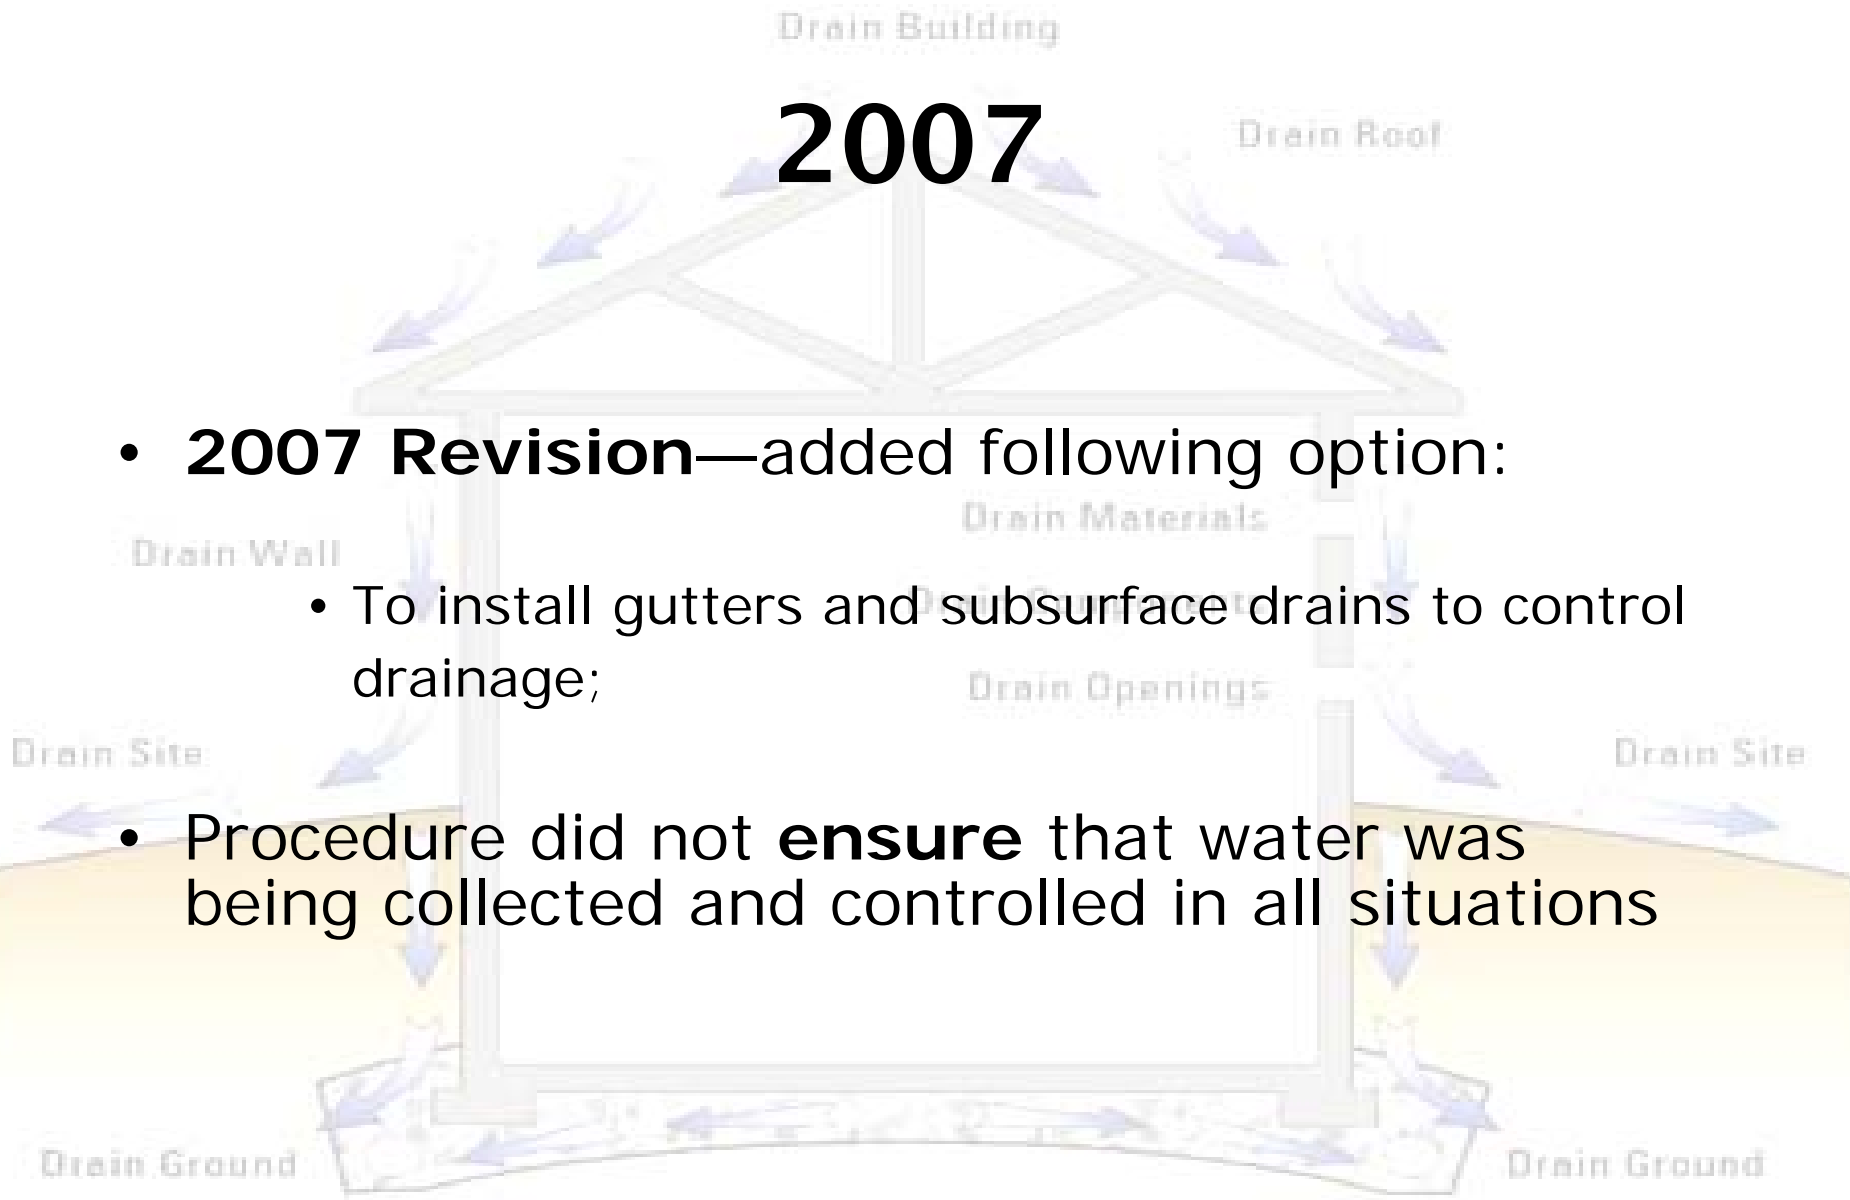 Drain Building
2007
Drain Roof
• 2007 Revision—added following option:
Drain Materials
Drain Wall
• To install gutters and subsurface drains to control
Drain Components
drainage;
Drain Openings
Drain Site
Drain Site
• Procedure did not ensure that water was
being collected and controlled in all situations
Drain Ground
Drain Ground